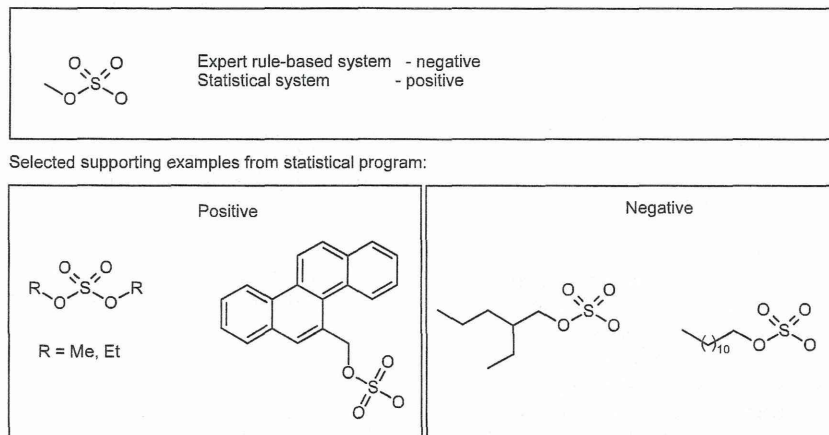 O O
S
O O
Expert rule-based system - negative
Statistical system - positive
Selected supporting examples from statistical program:
Positive
O O
R S R
O O
R = Me, Et
O O
S
O O
Negative
O O
S
O O
O O
S
( )10 O O